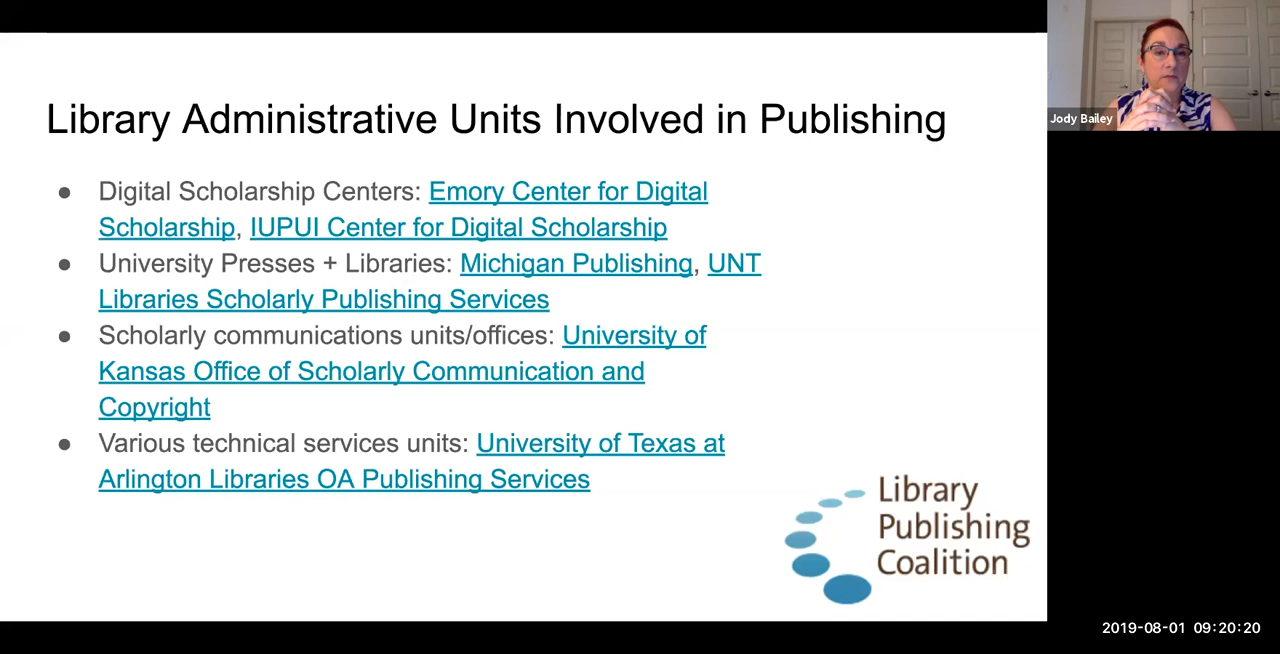 Library Administrative Units Involved in Publishing
● Digital Scholarship Centers: Emory Center for Digital
Scholarship, IUPUI Center for Digital Scholarship
● University Presses + Libraries: Michigan Publishing, UNT
Libraries Scholarly Publishing Services
● Scholarly communications units/offices: University of
Kansas Office of Scholarly Communication and
Copyright
● Various technical services units: University of Texas at
Arlington Libraries OA Publishing Services
Library
Publishing
Coalition
Jody Bailey
2019-08-01 09:20:20